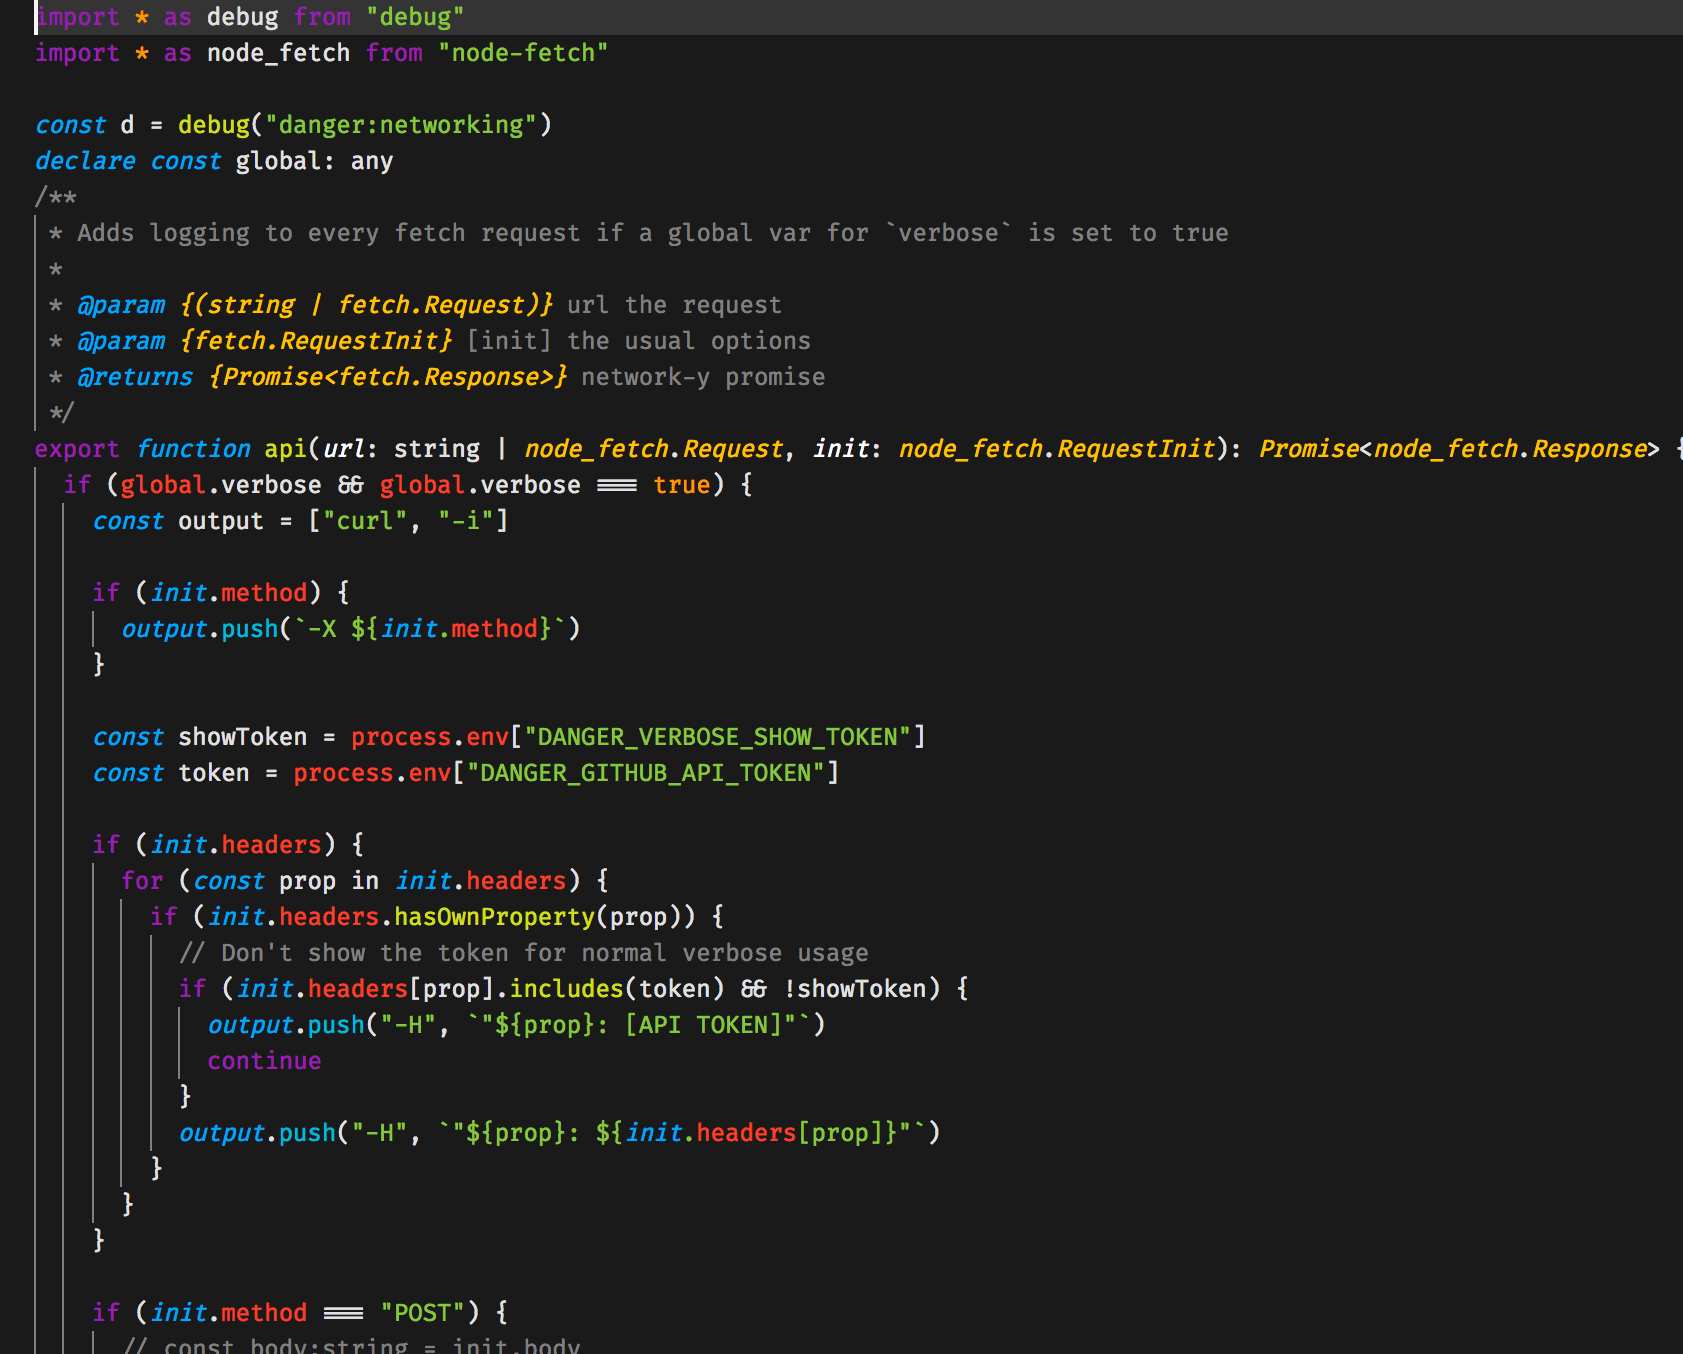 import * as debug from "debug"
import * as node_fetch from "node-fetch"

const d = debug("danger:networking")
declare const global: any
/**
 * Adds logging to every fetch request if a global var for `verbose` is set to true
 *
 * @param {(string | fetch.Request)} url the request
 * @param {fetch.RequestInit} [init] the usual options
 * @returns {Promise<fetch.Response>} network-y promise
 */
export function api(url: string | node_fetch.Request, init: node_fetch.RequestInit): Promise<node_fetch.Response> {
  if (global.verbose && global.verbose === true) {
    const output = ["curl", "-i"]

    if (init.method) {
      output.push(`-X ${init.method}`)
    }

    const showToken = process.env["DANGER_VERBOSE_SHOW_TOKEN"]
    const token = process.env["DANGER_GITHUB_API_TOKEN"]

    if (init.headers) {
      for (const prop in init.headers) {
        if (init.headers.hasOwnProperty(prop)) {
          // Don't show the token for normal verbose usage
          if (init.headers[prop].includes(token) && !showToken) {
            output.push("-H", `"${prop}: [API TOKEN]"`)
            continue
          }
          output.push("-H", `"${prop}: ${init.headers[prop]}"`)
        }
      }
    }

    if (init.method === "POST") {
      // const body:string = init.body